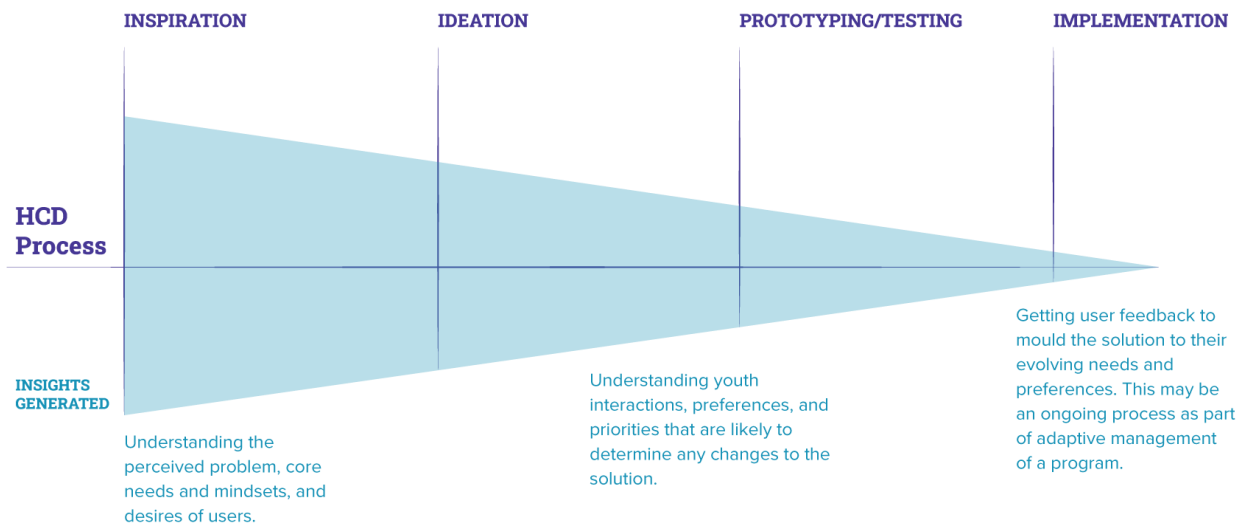 INSPIRATION
IDEATION
PROTOTYPING/TESTING
IMPLEMENTATION
HCD
Process
INSIGHTS
GENERATED
Understanding the
perceived problem, core
needs and mindsets, and
desires of users.
Understanding youth
interactions, preferences, and
priorities that are likely to
determine any changes to the
solution.
Getting user feedback to
mould the solution to their
evolving needs and
preferences. This may be
an ongoing process as part
of adaptive management
of a program.